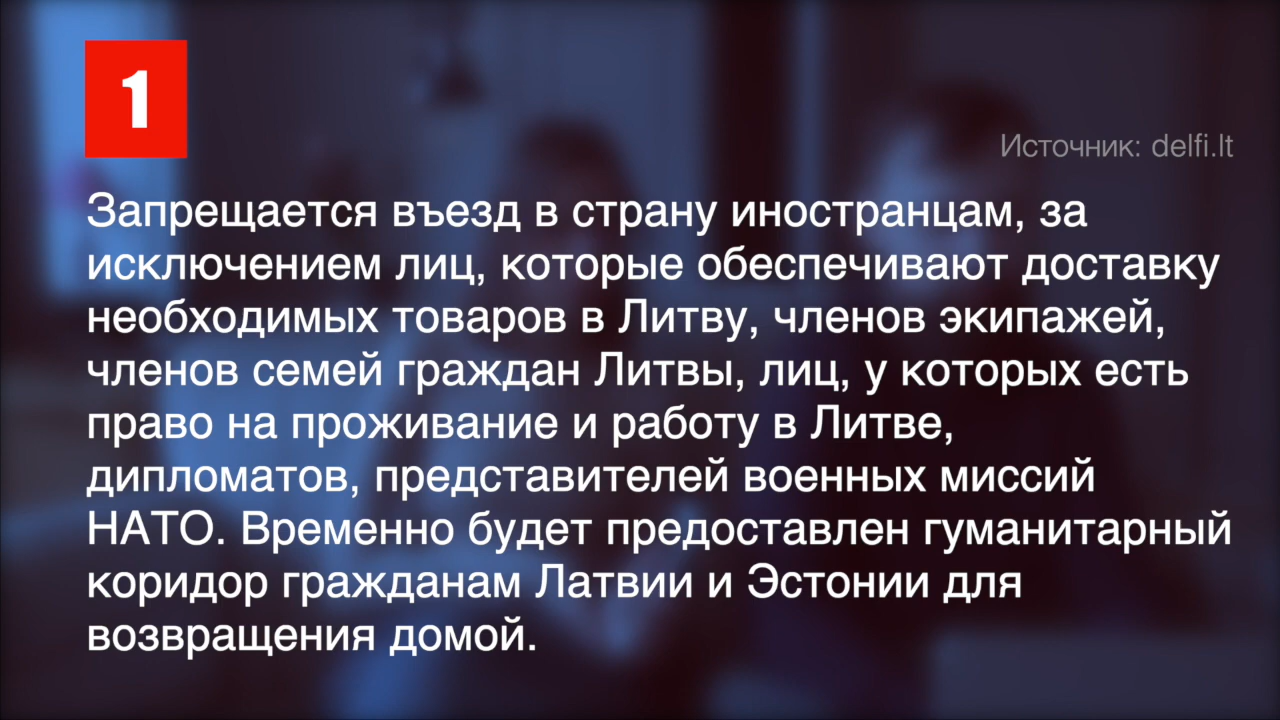 1
Источник: delfi.lt
Запрещается въезд в страну иностранцам, за
исключением лиц, которые обеспечивают доставку
необходимых товаров в Литву, членов экипажей,
членов семей граждан Литвы, лиц, у которых есть
право на проживание и работу в Литве,
дипломатов, представителей военных миссий
НАТО. Временно будет предоставлен гуманитарный
коридор гражданам Латвии и Эстонии для
возвращения домой.